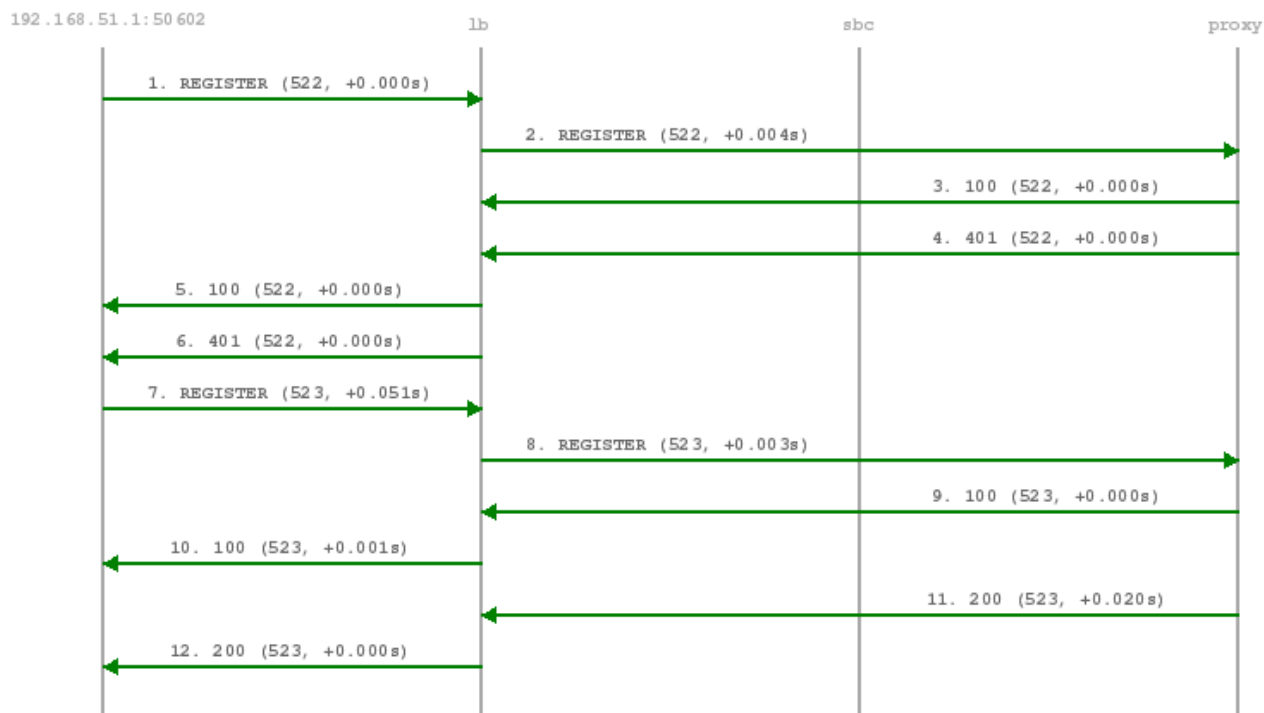 192.168.51.1:50602 lb sbc proxy
1. REGISTER (522, +0.000s)
2. REGISTER (522, +0.004s)
3. 100 (522, +0.000s)
4. 401 (522, +0.000s)
5. 100 (522, +0.000s)
6. 401 (522, +0.000s)
7. REGISTER (523, +0.051s)
8. REGISTER (523, +0.003s)
9. 100 (523, +0.000s)
10. 100 (523, +0.001s)
11. 200 (523, +0.020s)
12. 200 (523, +0.000s)